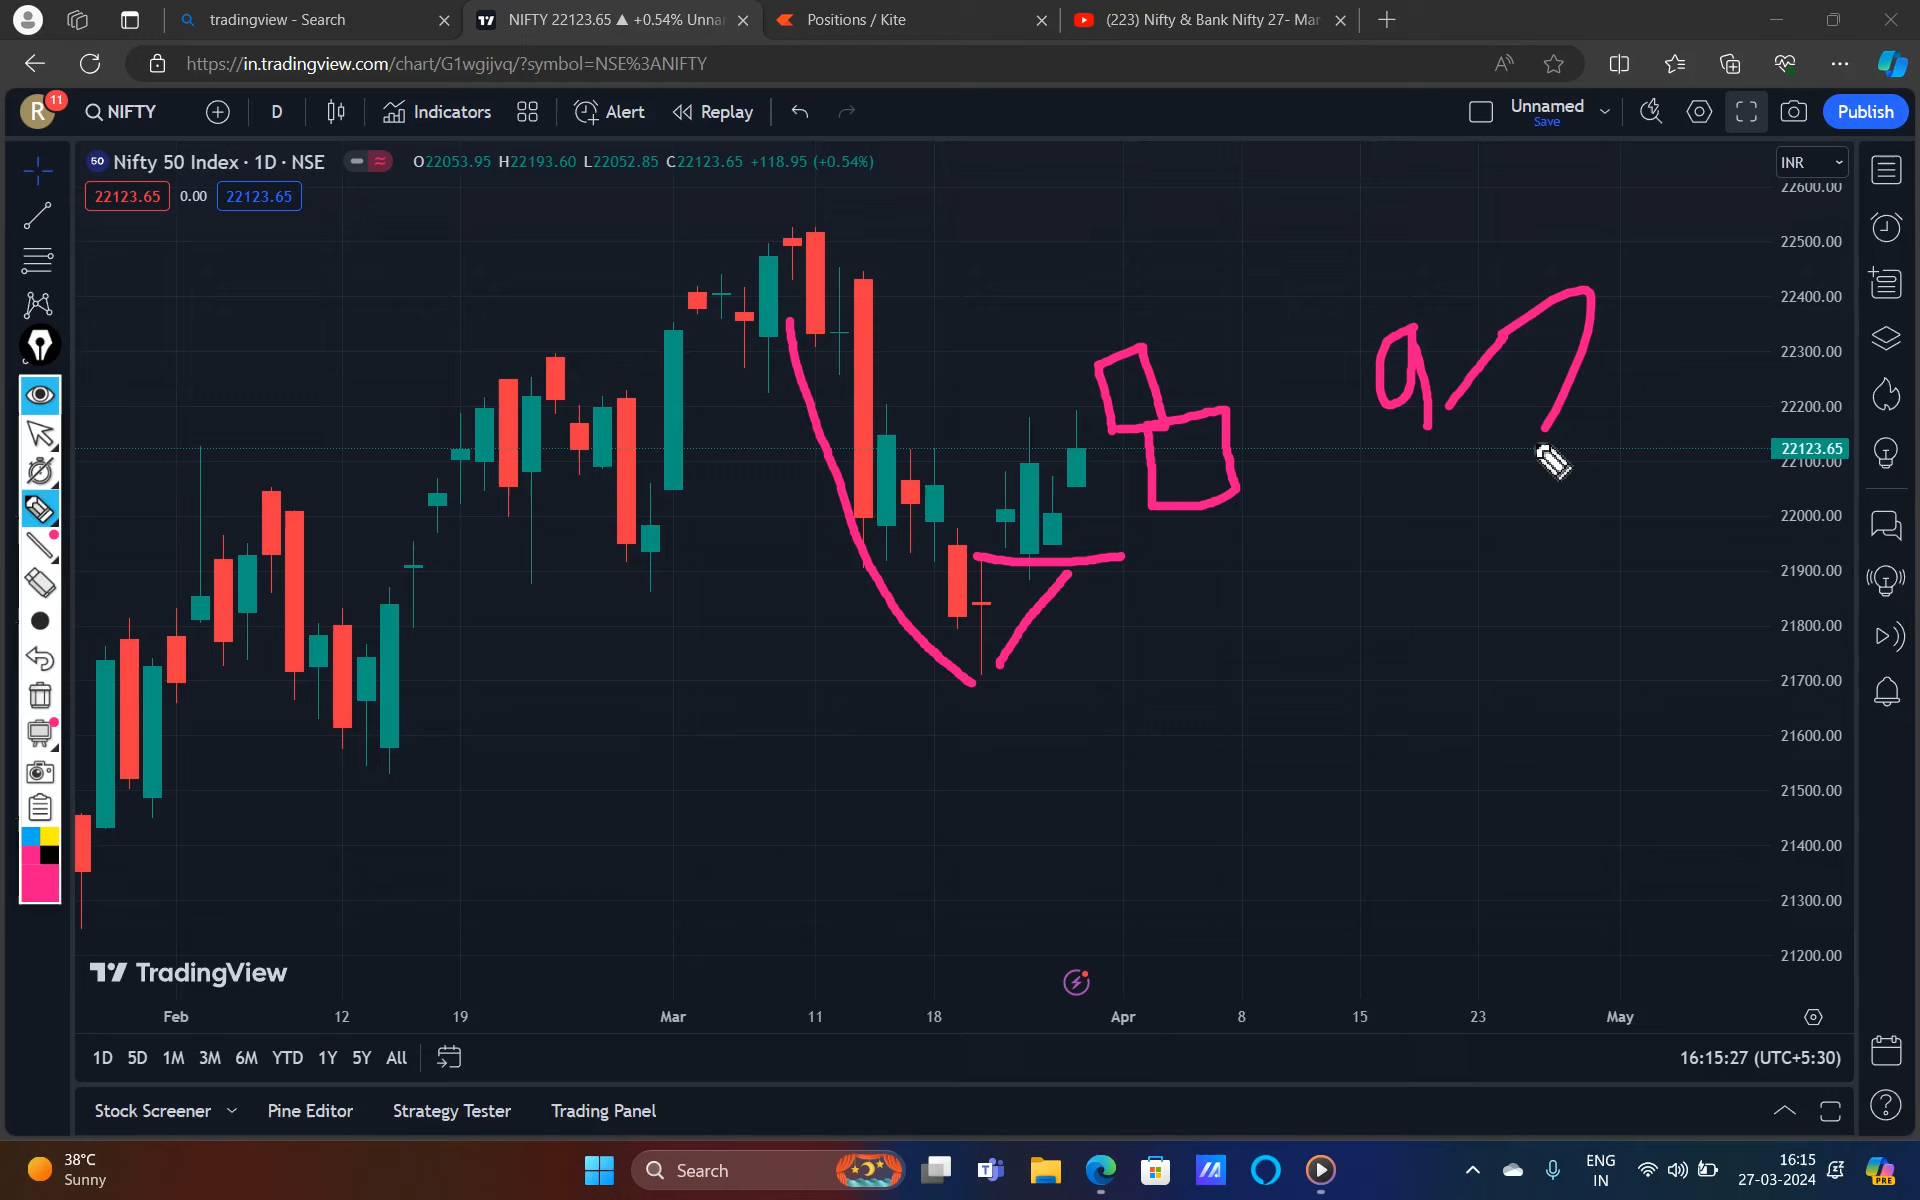 tradingview - Search
NIFTY 22123.65 ▲ +0.54% Unna
Positions / Kite
(223) Nifty & Bank Nifty 27- Mar
https://in.tradingview.com/chart/G1wgijvq/?symbol=NSE%3ANIFTY
R
11
NIFTY
D
Indicators
Alert
Replay
Unnamed
Save
Publish
50
Nifty 50 Index · 1D · NSE
O22053.95 H22193.60 L22052.85 C22123.65 +118.95 (+0.54%)
INR
22123.65 0.00 22123.65
22600.00
22500.00
22400.00
22300.00
22200.00
22123.65
22100.00
22000.00
21900.00
21800.00
21700.00
21600.00
21500.00
21400.00
21300.00
21200.00
TradingView
Feb 12 19 Mar 11 18 Apr 8 15 23 May
1D 5D 1M 3M 6M YTD 1Y 5Y All
16:15:27 (UTC+5:30)
Stock Screener
Pine Editor
Strategy Tester
Trading Panel
38°C
Sunny
Search
ENG
IN
16:15
27-03-2024
PRE